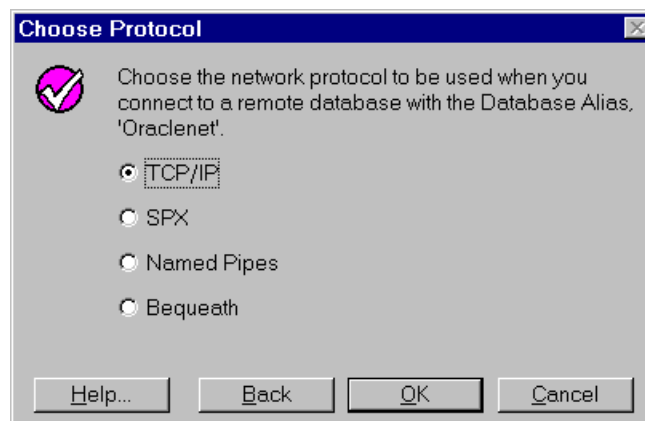 Choose Protocol
Choose the network protocol to be used when you
connect to a remote database with the Database Alias,
'Oraclenet'.
TCP/IP
SPX
Named Pipes
Bequeath
Help... Back OK Cancel